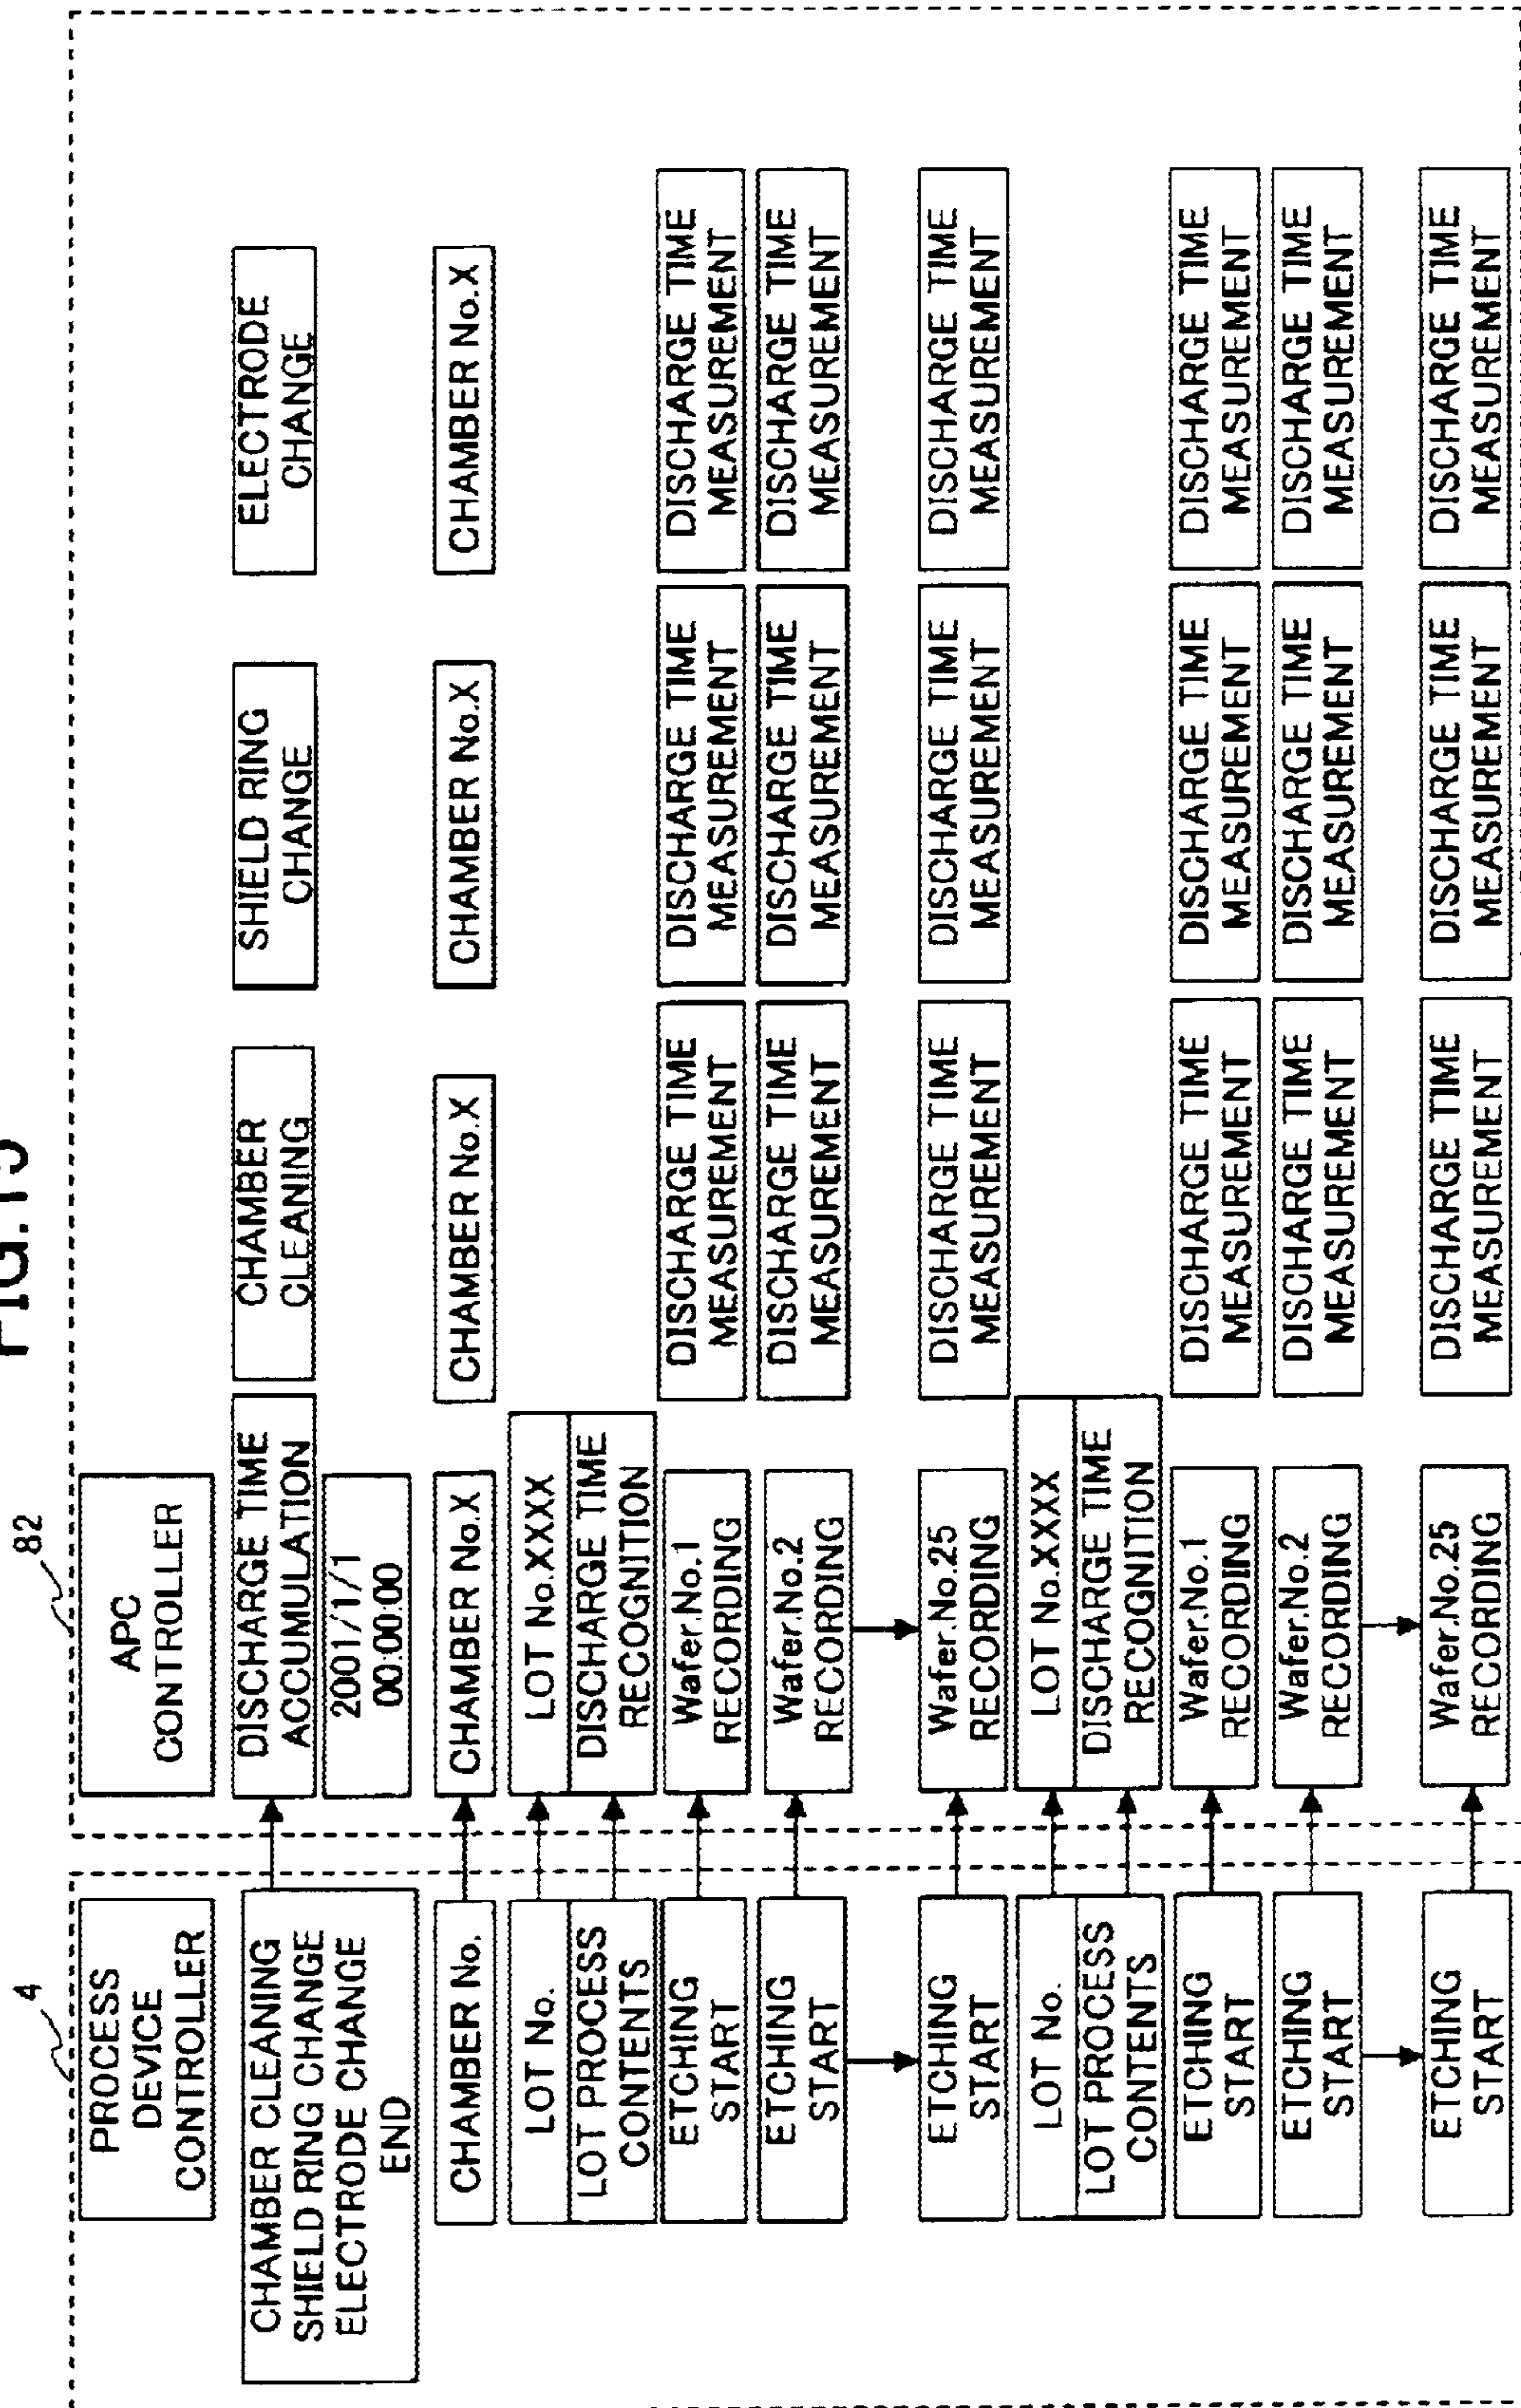 4
82
PROCESS
DEVICE
CONTROLLER
APC
CONTROLLER
CHAMBER CLEANING
SHIELD RING CHANGE
ELECTRODE CHANGE
END
DISCHARGE TIME
ACCUMULATION
2001/1/1
00:00:00
CHAMBER
CLEANING
SHIELD RING
CHANGE
ELECTRODE
CHANGE
CHAMBER No.
CHAMBER No.X
CHAMBER No.X
CHAMBER No.X
CHAMBER No.X
LOT No.
LOT No.XXXX
LOT PROCESS
CONTENTS
DISCHARGE TIME
RECOGNITION
ETCHING
START
Wafer.No.1
RECORDING
DISCHARGE TIME
MEASUREMENT
DISCHARGE TIME
MEASUREMENT
DISCHARGE TIME
MEASUREMENT
ETCHING
START
Wafer.No.2
RECORDING
DISCHARGE TIME
MEASUREMENT
DISCHARGE TIME
MEASUREMENT
DISCHARGE TIME
MEASUREMENT
ETCHING
START
Wafer.No.25
RECORDING
DISCHARGE TIME
MEASUREMENT
DISCHARGE TIME
MEASUREMENT
DISCHARGE TIME
MEASUREMENT
LOT No.
LOT No.XXXX
LOT PROCESS
CONTENTS
DISCHARGE TIME
RECOGNITION
ETCHING
START
Wafer.No.1
RECORDING
DISCHARGE TIME
MEASUREMENT
DISCHARGE TIME
MEASUREMENT
DISCHARGE TIME
MEASUREMENT
ETCHING
START
Wafer.No.2
RECORDING
DISCHARGE TIME
MEASUREMENT
DISCHARGE TIME
MEASUREMENT
DISCHARGE TIME
MEASUREMENT
ETCHING
START
Wafer.No.25
RECORDING
DISCHARGE TIME
MEASUREMENT
DISCHARGE TIME
MEASUREMENT
DISCHARGE TIME
MEASUREMENT